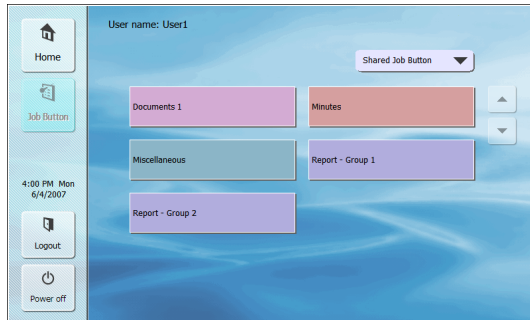 User name: User1
Home
Shared Job Button
Job Button
Documents 1
Minutes
Miscellaneous
Report - Group 1
4:00 PM Mon
6/4/2007
Report - Group 2
Logout
Power off